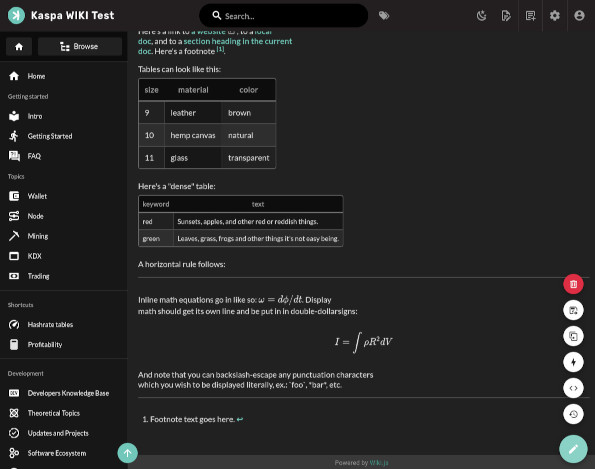 Kaspa WIKI Test
Search...
Browse
Home
Getting started
Intro
Getting Started
FAQ
Topics
Wallet
Node
Mining
KDX
Trading
Shortcuts
Hashrate tables
Profitability
Development
DEV
Developers Knowledge Base
Theoretical Topics
Updates and Projects
Software Ecosystem
Here's a link to a website, to a local
doc, and to a section heading in the current
doc. Here's a footnote [1].
Tables can look like this:
size material color
9 leather brown
10 hemp canvas natural
11 glass transparent
Here's a "dense" table:
keyword text
red Sunsets, apples, and other red or reddish things.
green Leaves, grass, frogs and other things it's not easy being.
A horizontal rule follows:
Inline math equations go in like so: ω = dϕ/dt. Display
math should get its own line and be put in in double-dollarsigns:
I = ∫ ρR²dV
And note that you can backslash-escape any punctuation characters
which you wish to be displayed literally, ex.: `foo`, *bar*, etc.
1. Footnote text goes here. ↩
Powered by Wiki.js